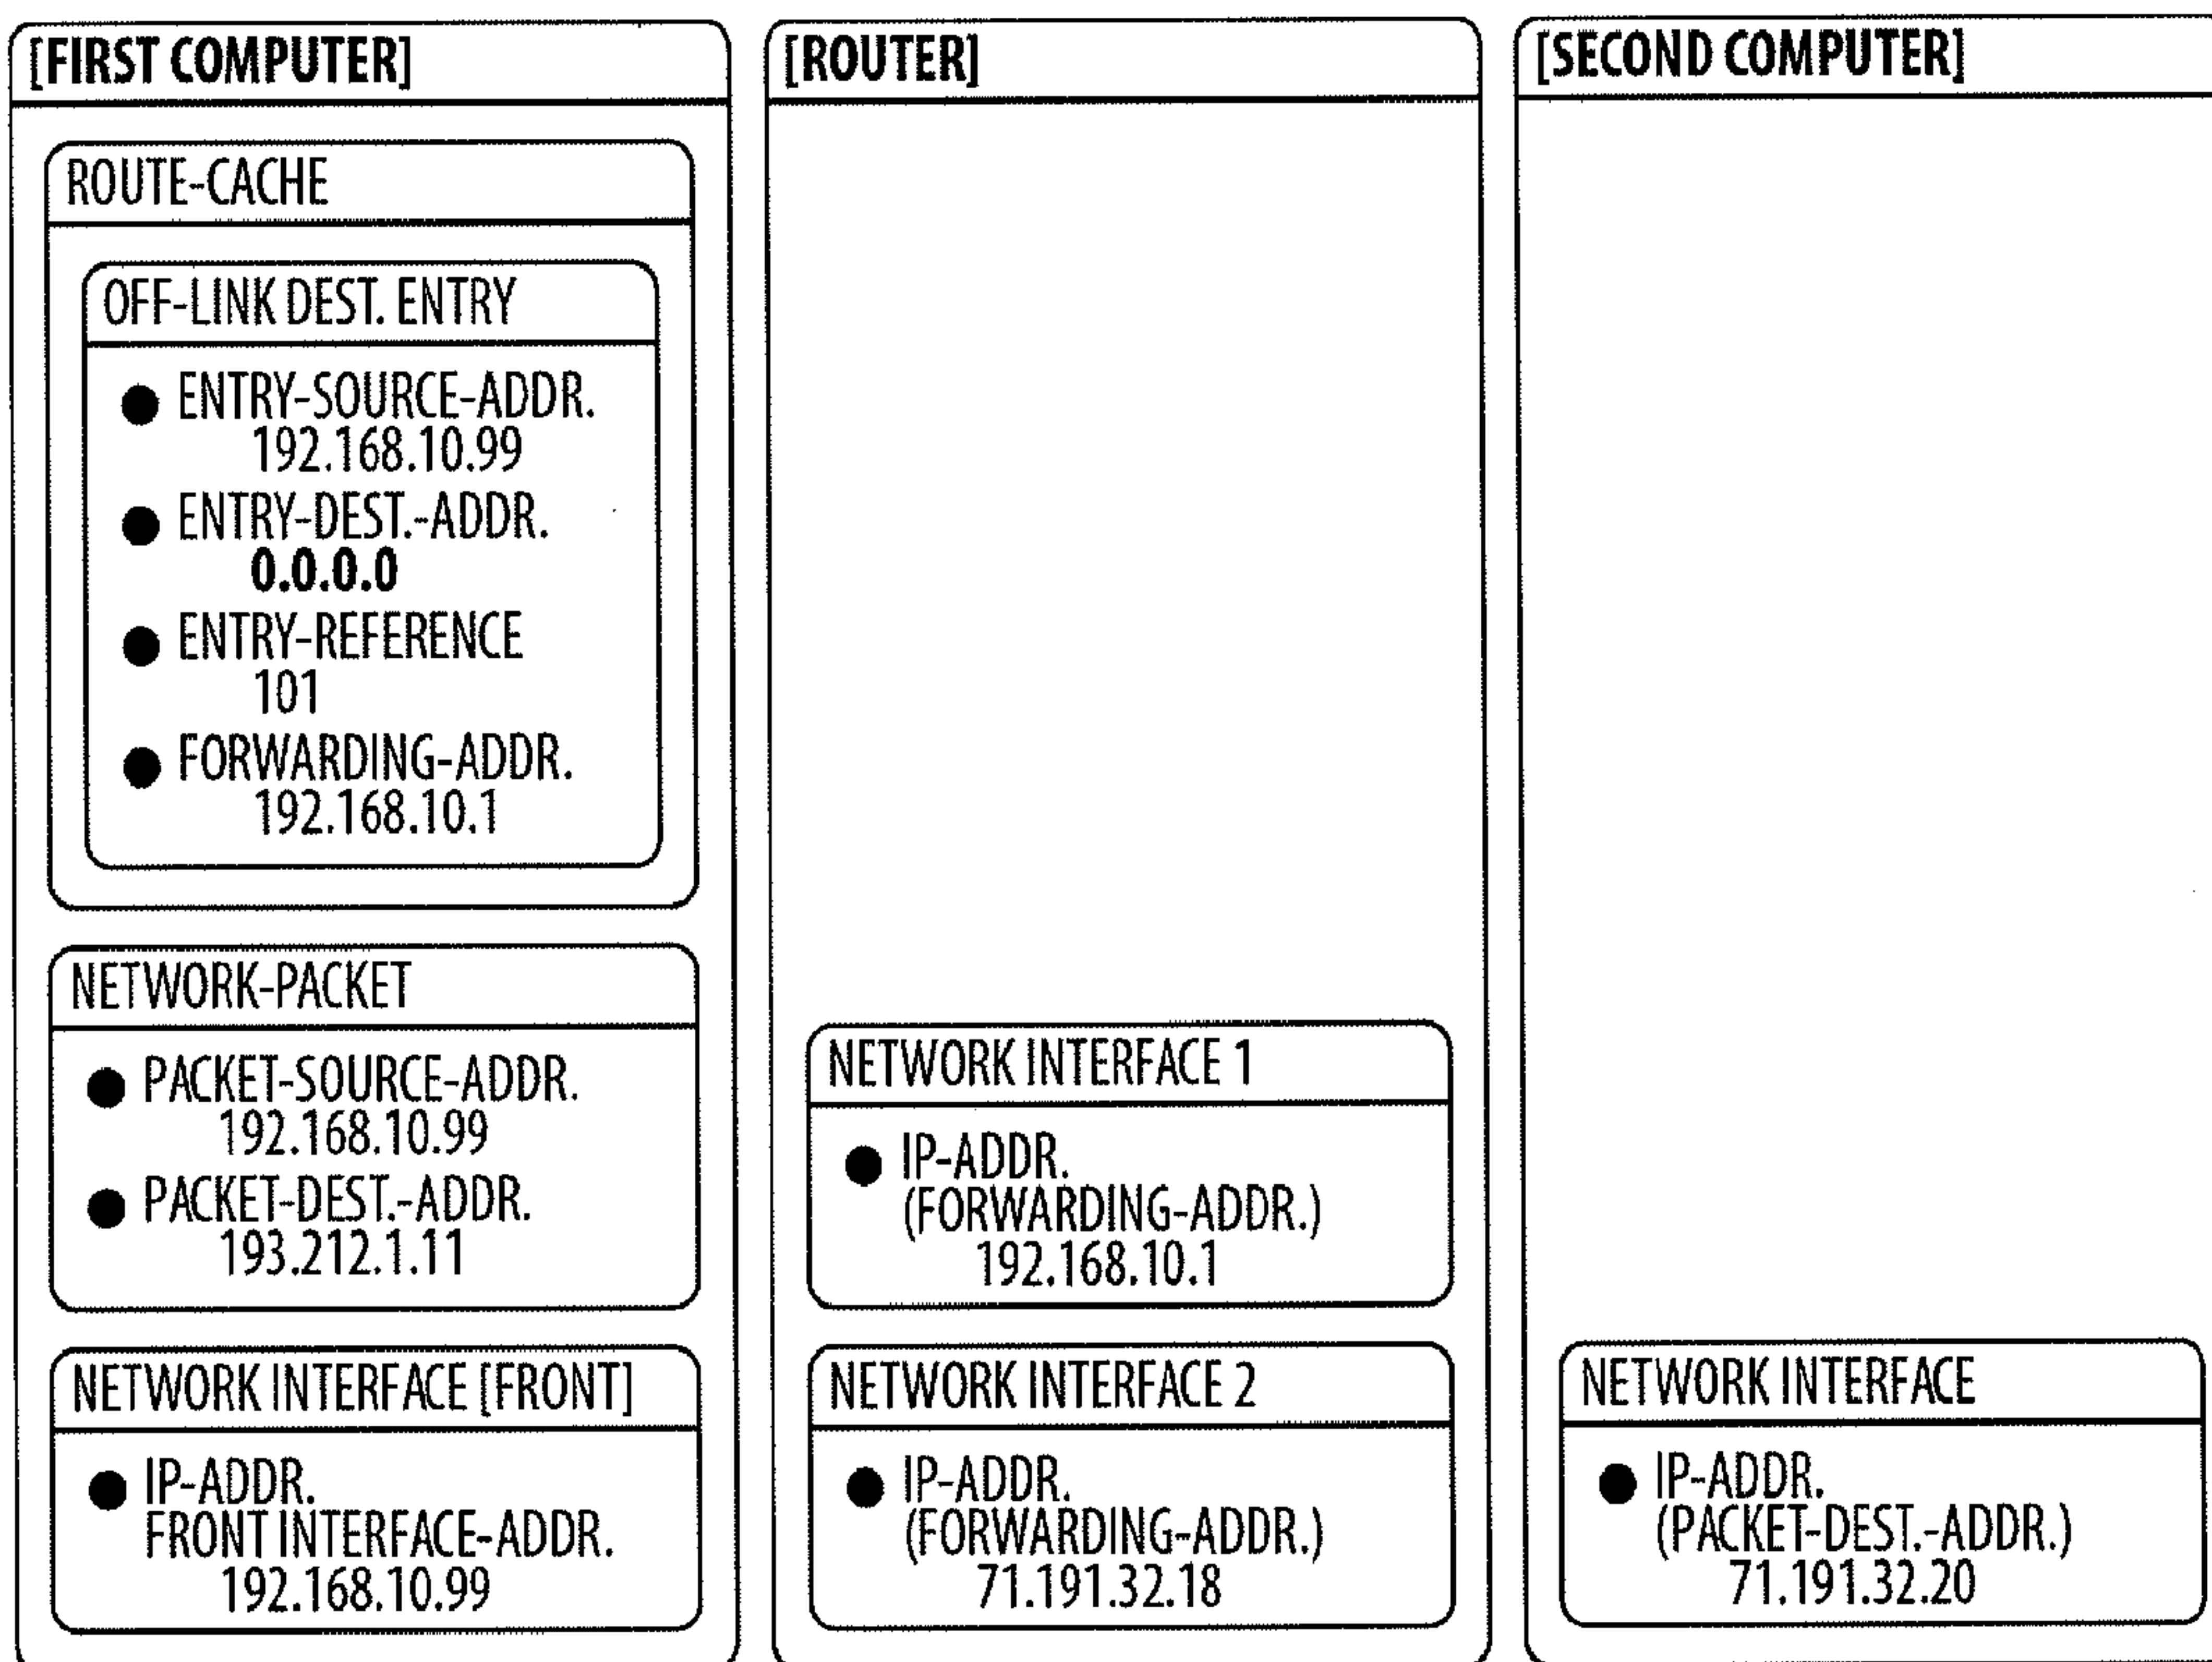 [FIRST COMPUTER]
ROUTE-CACHE
OFF-LINK DEST. ENTRY
● ENTRY-SOURCE-ADDR.
192.168.10.99
● ENTRY-DEST.-ADDR.
0.0.0.0
● ENTRY-REFERENCE
101
● FORWARDING-ADDR.
192.168.10.1
NETWORK-PACKET
● PACKET-SOURCE-ADDR.
192.168.10.99
● PACKET-DEST.-ADDR.
193.212.1.11
NETWORK INTERFACE [FRONT]
● IP-ADDR.
FRONT INTERFACE-ADDR.
192.168.10.99
[ROUTER]
NETWORK INTERFACE 1
● IP-ADDR.
(FORWARDING-ADDR.)
192.168.10.1
NETWORK INTERFACE 2
● IP-ADDR.
(FORWARDING-ADDR.)
71.191.32.18
[SECOND COMPUTER]
NETWORK INTERFACE
● IP-ADDR.
(PACKET-DEST.-ADDR.)
71.191.32.20